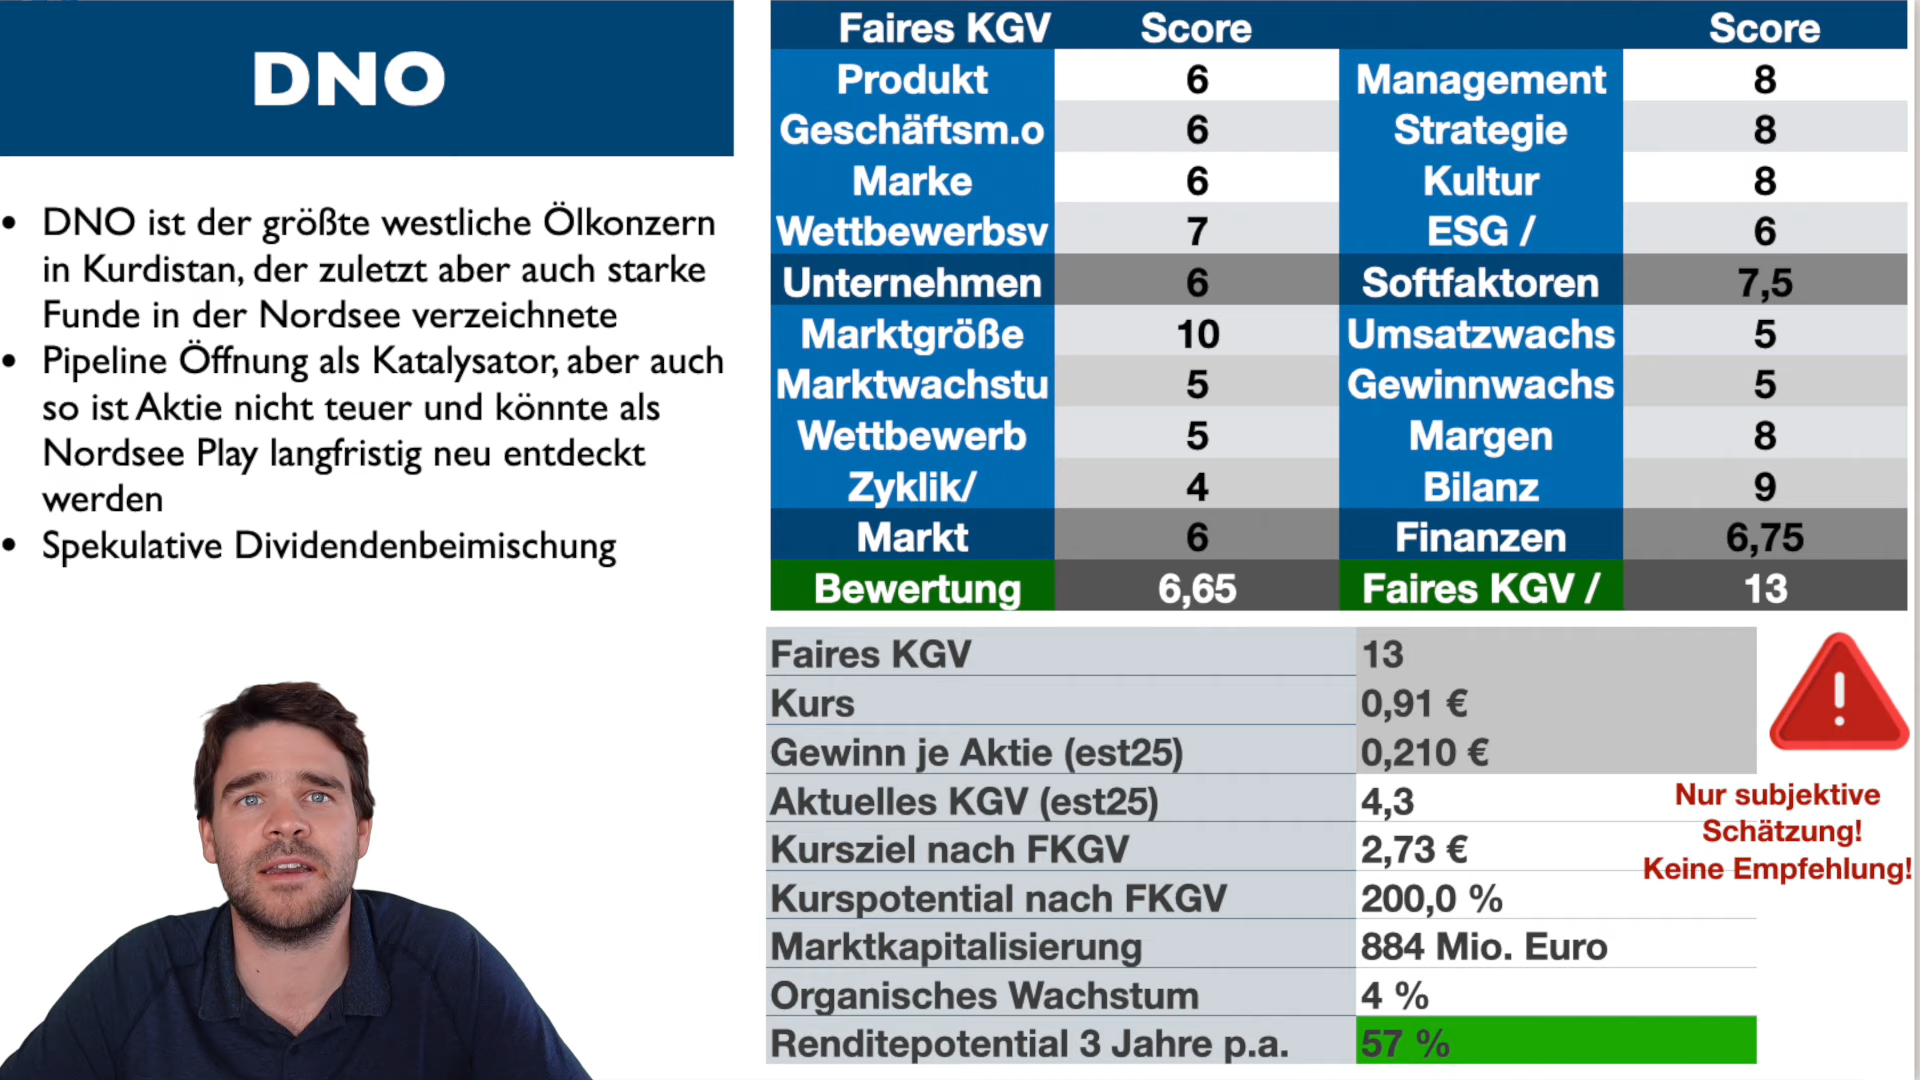 DNO
• DNO ist der größte westliche Ölkonzern
in Kurdistan, der zuletzt aber auch starke
Funde in der Nordsee verzeichnete
• Pipeline Öffnung als Katalysator, aber auch
so ist Aktie nicht teuer und könnte als
Nordsee Play langfristig neu entdeckt
werden
• Spekulative Dividendenbeimischung
Faires KGV Score Score
Produkt 6 Management 8
Geschäftsm.o 6 Strategie 8
Marke 6 Kultur 8
Wettbewerbsv 7 ESG / 6
Unternehmen 6 Softfaktoren 7,5
Marktgröße 10 Umsatzwachs 5
Marktwachstu 5 Gewinnwachs 5
Wettbewerb 5 Margen 8
Zyklik/ 4 Bilanz 9
Markt 6 Finanzen 6,75
Bewertung 6,65 Faires KGV / 13
Faires KGV 13
Kurs 0,91 €
Gewinn je Aktie (est25) 0,210 €
Aktuelles KGV (est25) 4,3
Kursziel nach FKGV 2,73 €
Kurspotential nach FKGV 200,0 %
Marktkapitalisierung 884 Mio. Euro
Organisches Wachstum 4 %
Renditepotential 3 Jahre p.a. 57 %
Nur subjektive
Schätzung!
Keine Empfehlung!